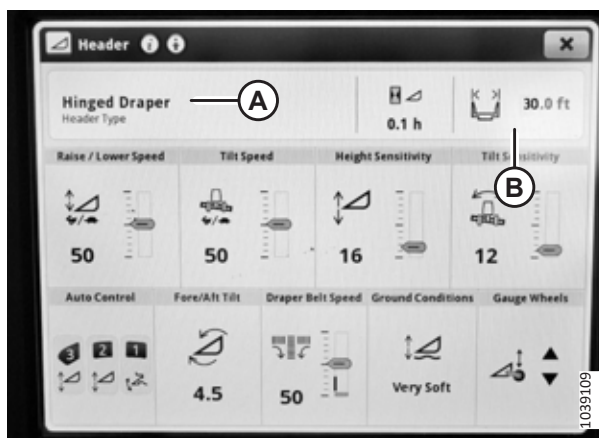 Header
Hinged Draper
Header Type
A
0.1 h
30.0 ft
B
Raise / Lower Speed
Tilt Speed
Height Sensitivity
Tilt Sensitivity
50
50
16
12
Auto Control
Fore/Aft Tilt
Draper Belt Speed
Ground Conditions
Gauge Wheels
3 2 1
4.5
50
Very Soft
1039109